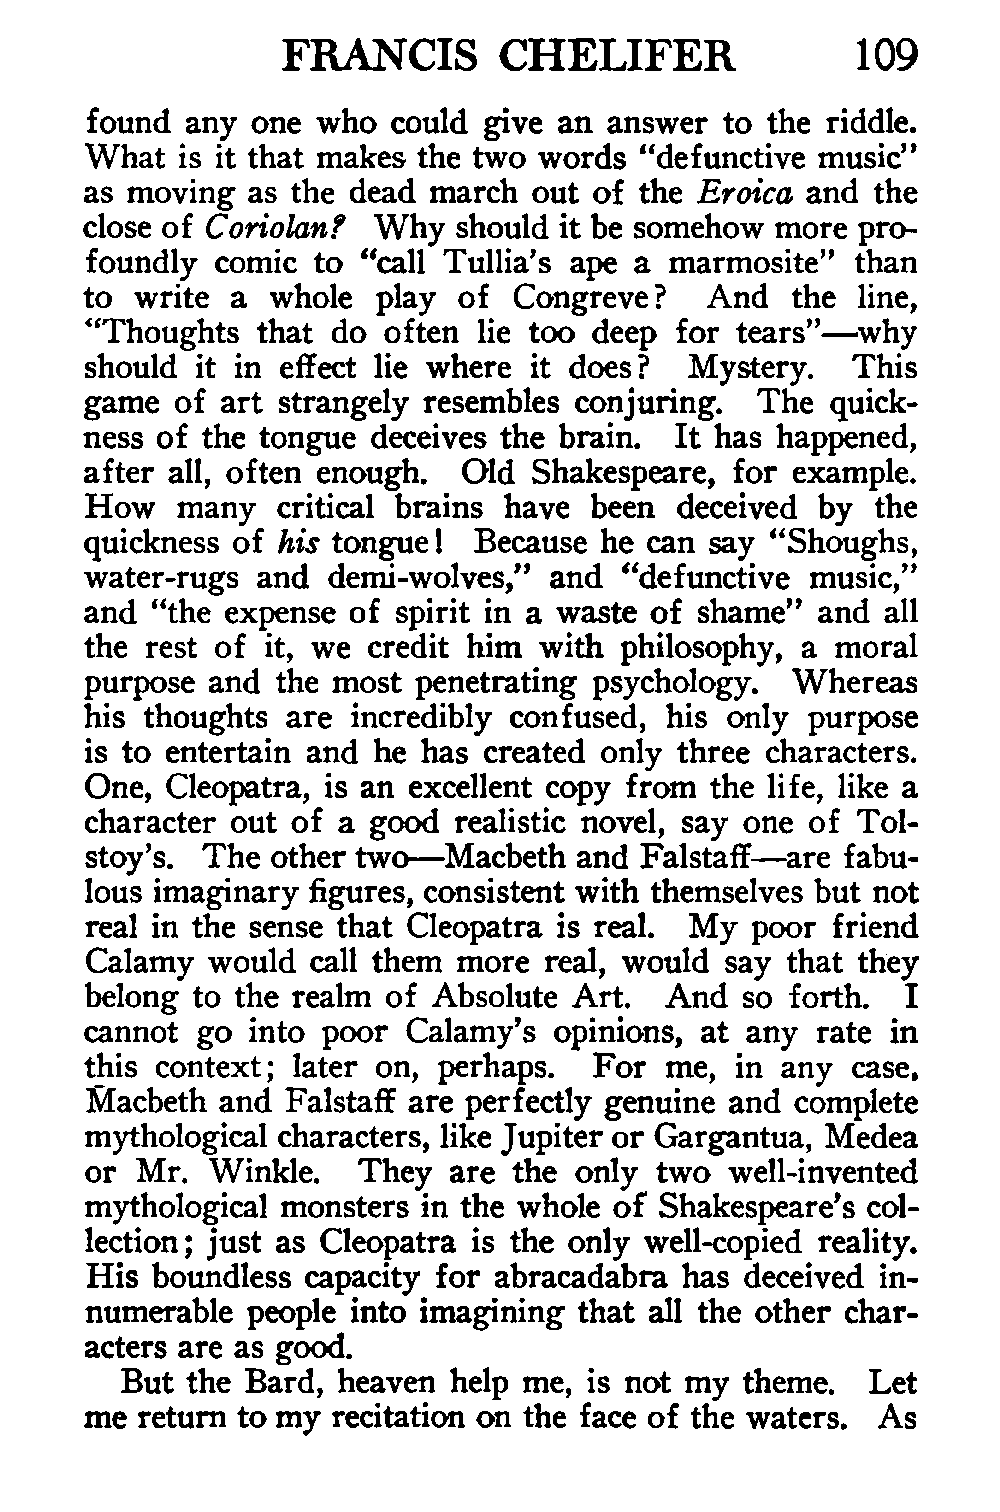 FRANCIS CHELIFER 109
found any one who could give an answer to the riddle.
What is it that makes the two words “defunctive music”
as moving as the dead march out of the Eroica and the
close of Coriolan? Why should it be somehow more pro-
foundly comic to “call Tullia’s ape a marmosite” than
to write a whole play of Congreve? And the line,
“Thoughts that do often lie too deep for tears”—why
should it in effect lie where it does? Mystery. This
game of art strangely resembles conjuring. The quick-
ness of the tongue deceives the brain. It has happened,
after all, often enough. Old Shakespeare, for example.
How many critical brains have been deceived by the
quickness of his tongue! Because he can say “Shoughs,
water-rugs and demi-wolves,” and “defunctive music,”
and “the expense of spirit in a waste of shame” and all
the rest of it, we credit him with philosophy, a moral
purpose and the most penetrating psychology. Whereas
his thoughts are incredibly confused, his only purpose
is to entertain and he has created only three characters.
One, Cleopatra, is an excellent copy from the life, like a
character out of a good realistic novel, say one of Tol-
stoy’s. The other two—Macbeth and Falstaff—are fabu-
lous imaginary figures, consistent with themselves but not
real in the sense that Cleopatra is real. My poor friend
Calamy would call them more real, would say that they
belong to the realm of Absolute Art. And so forth. I
cannot go into poor Calamy’s opinions, at any rate in
this context; later on, perhaps. For me, in any case,
Macbeth and Falstaff are perfectly genuine and complete
mythological characters, like Jupiter or Gargantua, Medea
or Mr. Winkle. They are the only two well-invented
mythological monsters in the whole of Shakespeare’s col-
lection; just as Cleopatra is the only well-copied reality.
His boundless capacity for abracadabra has deceived in-
numerable people into imagining that all the other char-
acters are as good.
But the Bard, heaven help me, is not my theme. Let
me return to my recitation on the face of the waters. As